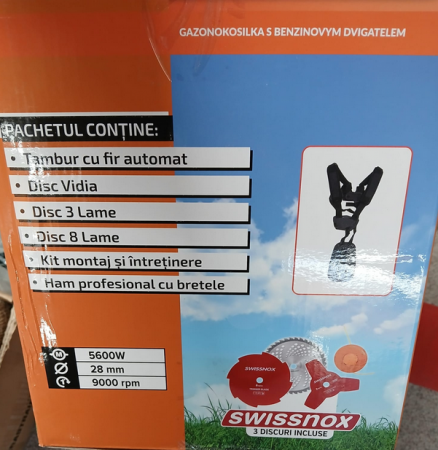 GAZONOKOSILKA S BENZINOVYM DVIGATELEM
PACHETUL CONȚINE:
• Tambur cu fir automat
• Disc Vidia
• Disc 3 Lame
• Disc 8 Lame
• Kit montaj și întreținere
• Ham profesional cu bretele
M
5600W
28 mm
9000 rpm
SWISSNOX
SWISSNOX
3 DISCURI INCLUSE